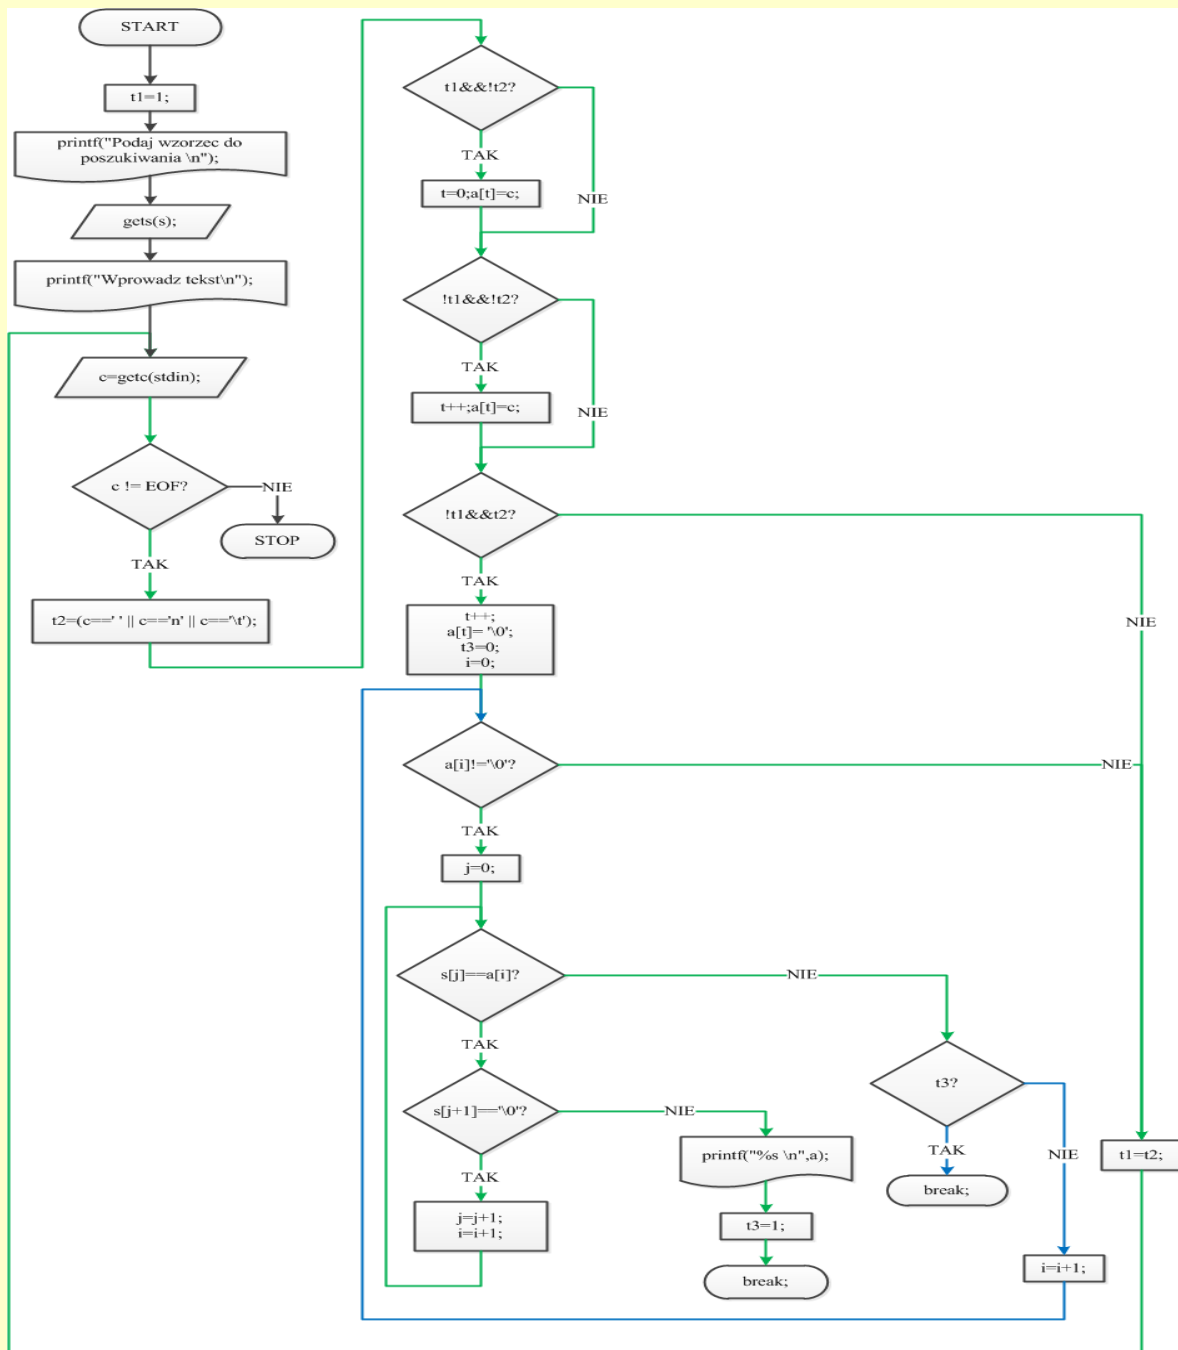 START
t1=1;
printf("Podaj wzorzec do
poszukiwania \n");
gets(s);
printf("Wprowadz tekst\n");
c=getc(stdin);
c != EOF?
NIE
STOP
TAK
t2=(c==' ' || c=='n' || c=='\t');
t1&&!t2?
TAK
NIE
t=0;a[t]=c;
!t1&&!t2?
TAK
NIE
t++;a[t]=c;
!t1&&t2?
TAK
NIE
t++;
a[t]= '\0';
t3=0;
i=0;
a[i]!='\0'?
NIE
TAK
j=0;
s[j]==a[i]?
NIE
TAK
s[j+1]=='\0'?
NIE
TAK
j=j+1;
i=i+1;
printf("%s \n",a);
t3=1;
break;
t3?
TAK
NIE
break;
i=i+1;
t1=t2;